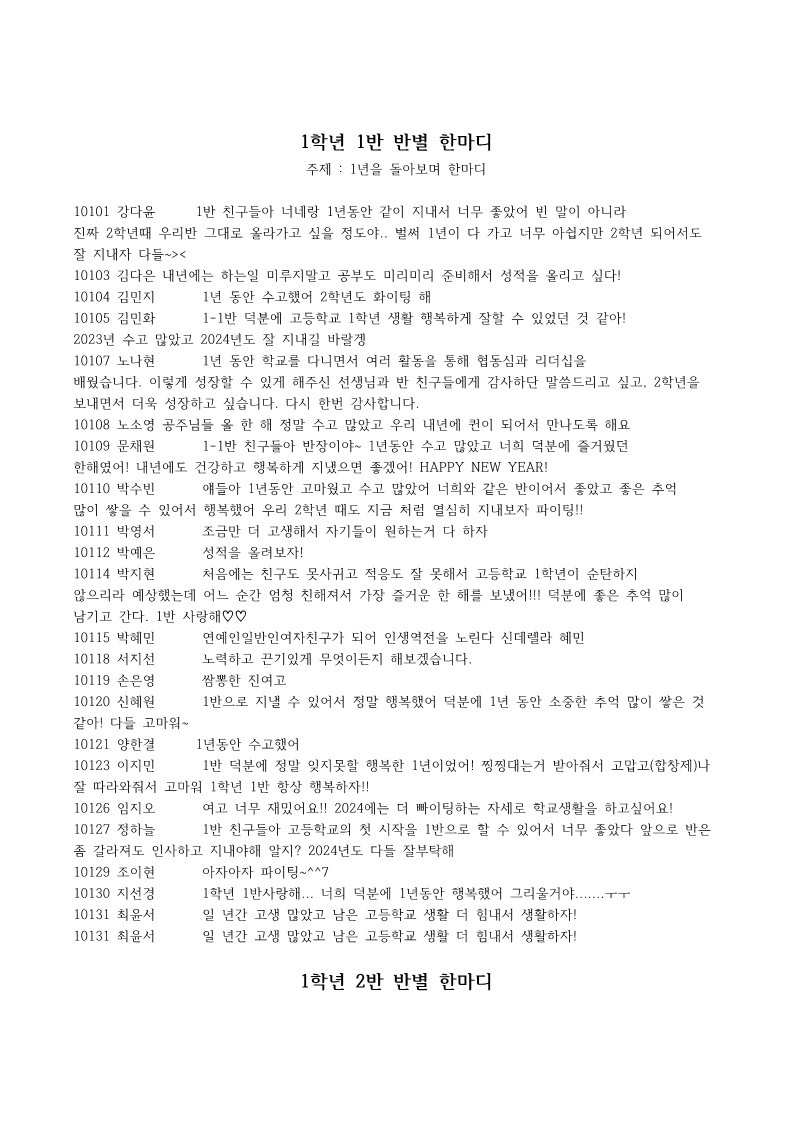 1학년 1반 반별 한마디
주제 : 1년을 돌아보며 한마디
10101 강다윤 1반 친구들아 너네랑 1년동안 같이 지내서 너무 좋았어 빈 말이 아니라
진짜 2학년때 우리반 그대로 올라가고 싶을 정도야.. 벌써 1년이 다 가고 너무 아쉽지만 2학년 되어서도
잘 지내자 다들~><
10103 김다은 내년에는 하는일 미루지말고 공부도 미리미리 준비해서 성적을 올리고 싶다!
10104 김민지 1년 동안 수고했어 2학년도 화이팅 해
10105 김민화 1-1반 덕분에 고등학교 1학년 생활 행복하게 잘할 수 있었던 것 같아!
2023년 수고 많았고 2024년도 잘 지내길 바랄겡
10107 노나현 1년 동안 학교를 다니면서 여러 활동을 통해 협동심과 리더십을
배웠습니다. 이렇게 성장할 수 있게 해주신 선생님과 반 친구들에게 감사하단 말씀드리고 싶고, 2학년을
보내면서 더욱 성장하고 싶습니다. 다시 한번 감사합니다.
10108 노소영 공주님들 올 한 해 정말 수고 많았고 우리 내년에 퀸이 되어서 만나도록 해요
10109 문채원 1-1반 친구들아 반장이야~ 1년동안 수고 많았고 너희 덕분에 즐거웠던
한해였어! 내년에도 건강하고 행복하게 지냈으면 좋겠어! HAPPY NEW YEAR!
10110 박수빈 얘들아 1년동안 고마웠고 수고 많았어 너희와 같은 반이어서 좋았고 좋은 추억
많이 쌓을 수 있어서 행복했어 우리 2학년 때도 지금 처럼 열심히 지내보자 파이팅!!
10111 박영서 조금만 더 고생해서 자기들이 원하는거 다 하자
10112 박예은 성적을 올려보자!
10114 박지현 처음에는 친구도 못사귀고 적응도 잘 못해서 고등학교 1학년이 순탄하지
않으리라 예상했는데 어느 순간 엄청 친해져서 가장 즐거운 한 해를 보냈어!!! 덕분에 좋은 추억 많이
남기고 간다. 1반 사랑해♡♡
10115 박혜민 연예인일반인여자친구가 되어 인생역전을 노린다 신데렐라 혜민
10118 서지선 노력하고 끈기있게 무엇이든지 해보겠습니다.
10119 손은영 쌈뽕한 진여고
10120 신혜원 1반으로 지낼 수 있어서 정말 행복했어 덕분에 1년 동안 소중한 추억 많이 쌓은 것
같아! 다들 고마워~
10121 양한결 1년동안 수고했어
10123 이지민 1반 덕분에 정말 잊지못할 행복한 1년이었어! 찡찡대는거 받아줘서 고맙고(합창제)나
잘 따라와줘서 고마워 1학년 1반 항상 행복하자!!
10126 임지오 여고 너무 재밌어요!! 2024에는 더 빠이팅하는 자세로 학교생활을 하고싶어요!
10127 정하늘 1반 친구들아 고등학교의 첫 시작을 1반으로 할 수 있어서 너무 좋았다 앞으로 반은
좀 갈라져도 인사하고 지내야해 알지? 2024년도 다들 잘부탁해
10129 조이현 아자아자 파이팅~^^7
10130 지선경 1학년 1반사랑해... 너희 덕분에 1년동안 행복했어 그리울거야.......ㅜㅜ
10131 최윤서 일 년간 고생 많았고 남은 고등학교 생활 더 힘내서 생활하자!
10131 최윤서 일 년간 고생 많았고 남은 고등학교 생활 더 힘내서 생활하자!
1학년 2반 반별 한마디